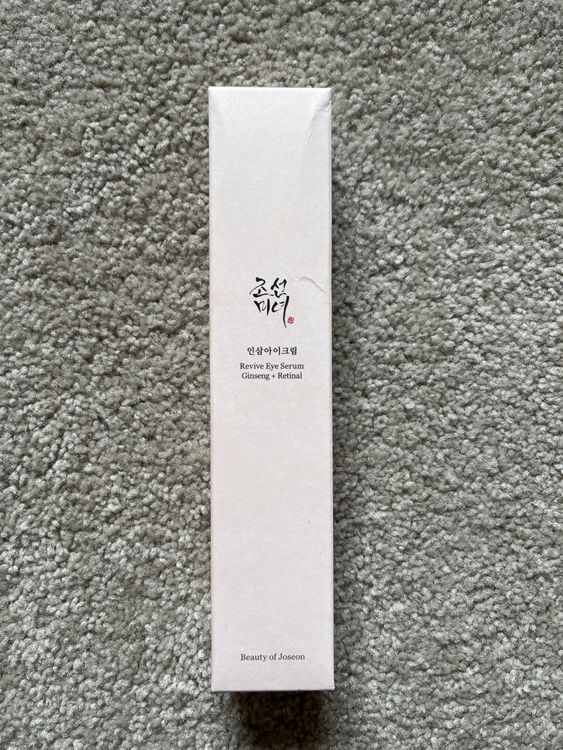 조선
미녀
인삼아이크림
Revive Eye Serum
Ginseng + Retinal
Beauty of Joseon